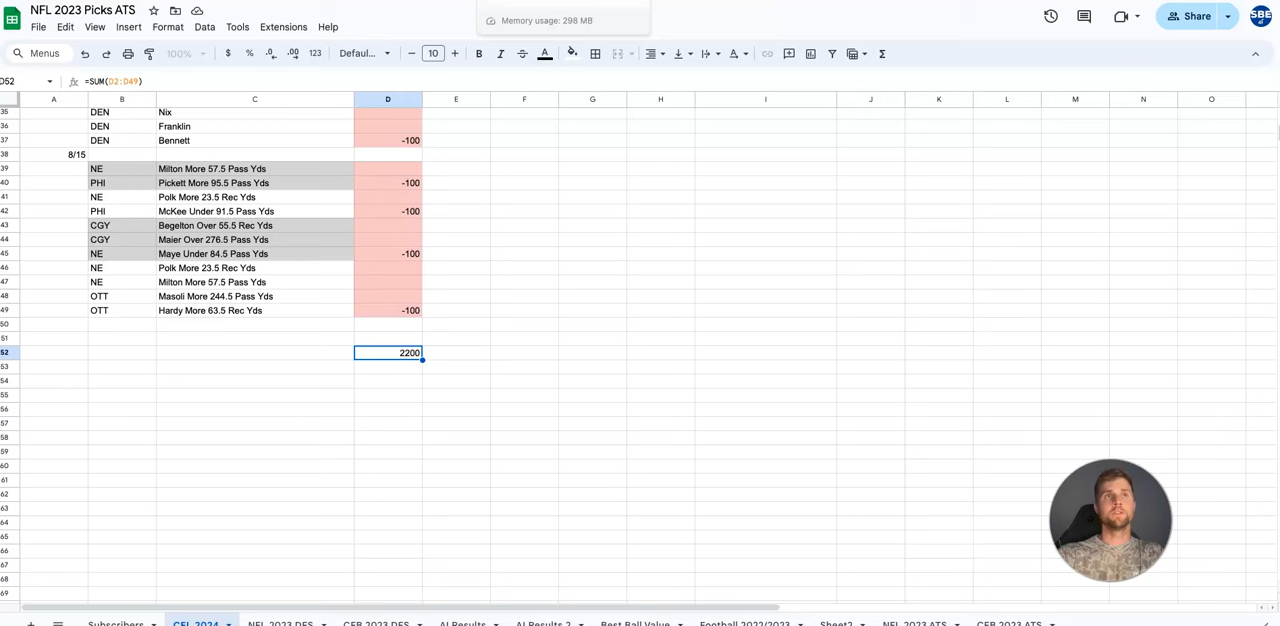 NFL 2023 Picks ATS
File Edit View Insert Format Data Tools Extensions Help
Memory usage: 298 MB
Share
SBE
Menus 100% $ % .0 .00 123 Defaul... 10 B I A Σ
D52 fx =SUM(D2:D49)
A B C D E F G H I J K L M N O
35 DEN Nix
36 DEN Franklin
37 DEN Bennett -100
38 8/15
39 NE Milton More 57.5 Pass Yds
40 PHI Pickett More 95.5 Pass Yds -100
41 NE Polk More 23.5 Rec Yds
42 PHI McKee Under 91.5 Pass Yds -100
43 CGY Begelton Over 55.5 Rec Yds
44 CGY Maier Over 276.5 Pass Yds
45 NE Maye Under 84.5 Pass Yds -100
46 NE Polk More 23.5 Rec Yds
47 NE Milton More 57.5 Pass Yds
48 OTT Masoli More 244.5 Pass Yds
49 OTT Hardy More 63.5 Rec Yds -100
50
51
52 2200
53
54
55
56
57
58
59
60
61
62
63
64
65
66
67
68
69
Subscribers CFL 2024 NFL 2023 DFS CFB 2023 DFS AI Results AI Results 2 Best Ball Value Football 2022/2023 Sheet2 NFL 2023 ATS CFB 2023 ATS